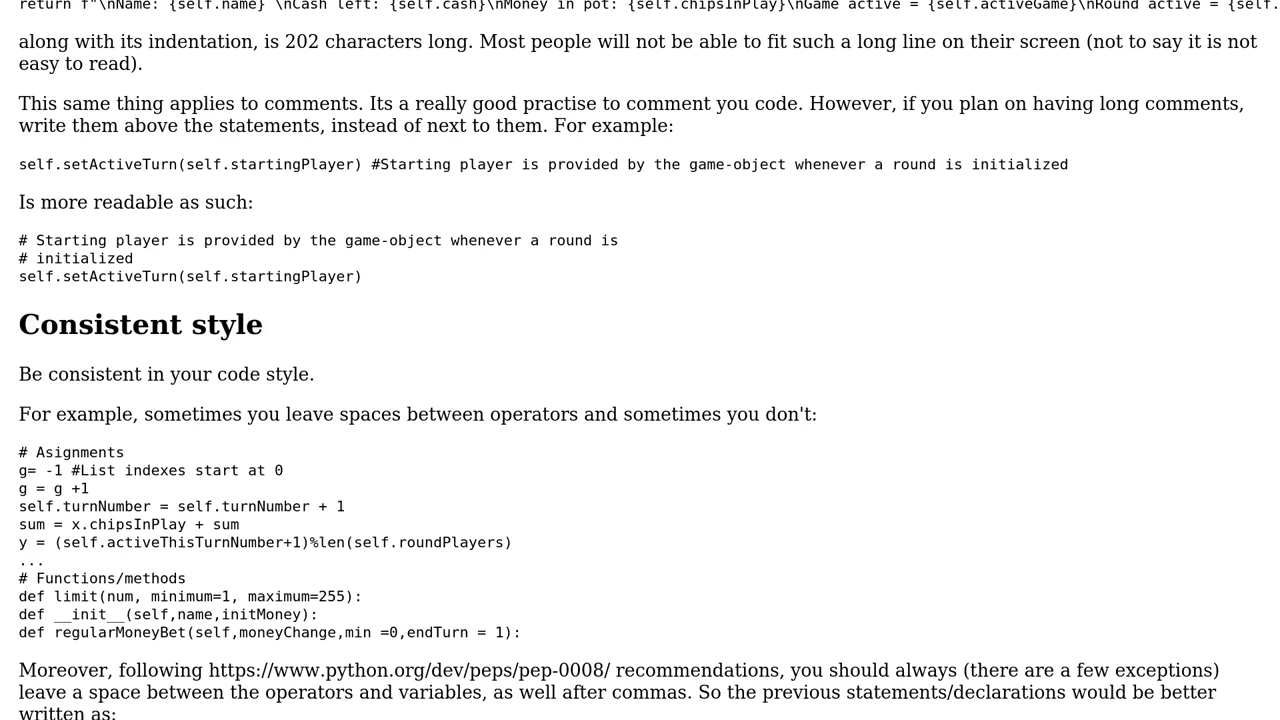 return f"\nName: {self.name} \nCash left: {self.cash}\nMoney in pot: {self.chipsInPlay}\nGame active = {self.activeGame}\nRound active = {self.
along with its indentation, is 202 characters long. Most people will not be able to fit such a long line on their screen (not to say it is not
easy to read).
This same thing applies to comments. Its a really good practise to comment you code. However, if you plan on having long comments,
write them above the statements, instead of next to them. For example:
self.setActiveTurn(self.startingPlayer) #Starting player is provided by the game-object whenever a round is initialized
Is more readable as such:
# Starting player is provided by the game-object whenever a round is
# initialized
self.setActiveTurn(self.startingPlayer)
Consistent style
Be consistent in your code style.
For example, sometimes you leave spaces between operators and sometimes you don't:
# Asignments
g= -1 #List indexes start at 0
g = g +1
self.turnNumber = self.turnNumber + 1
sum = x.chipsInPlay + sum
y = (self.activeThisTurnNumber+1)%len(self.roundPlayers)
...
# Functions/methods
def limit(num, minimum=1, maximum=255):
def __init__(self,name,initMoney):
def regularMoneyBet(self,moneyChange,min =0,endTurn = 1):
Moreover, following https://www.python.org/dev/peps/pep-0008/ recommendations, you should always (there are a few exceptions)
leave a space between the operators and variables, as well after commas. So the previous statements/declarations would be better
written as: